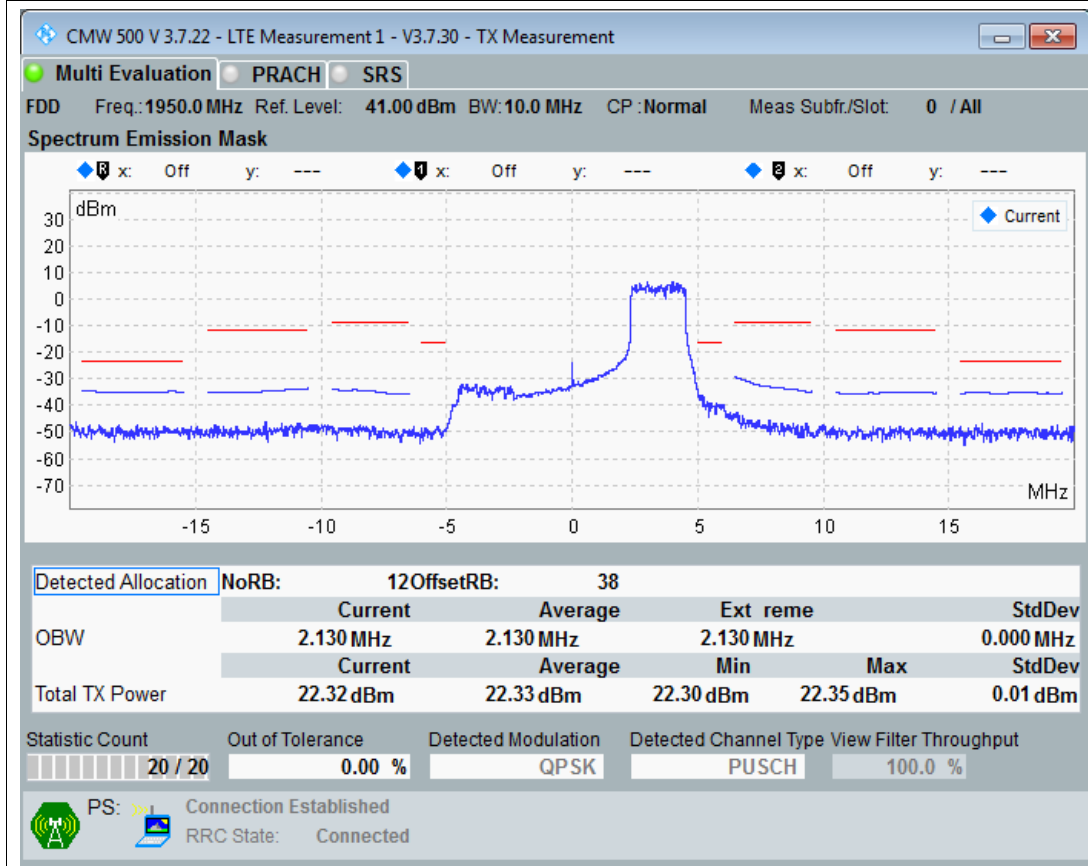 CMW 500 V 3.7.22 - LTE Measurement 1 - V3.7.30 - TX Measurement
Multi Evaluation PRACH SRS
FDD Freq.: 1950.0 MHz Ref. Level: 41.00 dBm BW: 10.0 MHz CP : Normal Meas Subfr./Slot: 0 / All
Spectrum Emission Mask
R x: Off y: --- 1 x: Off y: --- 2 x: Off y: ---
dBm
Current
30
20
10
0
-10
-20
-30
-40
-50
-60
-70
MHz
-15 -10 -5 0 5 10 15
Detected Allocation NoRB: 12 OffsetRB: 38
Current Average Ext reme StdDev
OBW 2.130 MHz 2.130 MHz 2.130 MHz 0.000 MHz
Current Average Min Max StdDev
Total TX Power 22.32 dBm 22.33 dBm 22.30 dBm 22.35 dBm 0.01 dBm
Statistic Count Out of Tolerance Detected Modulation Detected Channel Type View Filter Throughput
20 / 20 0.00 % QPSK PUSCH 100.0 %
PS: Connection Established
RRC State: Connected